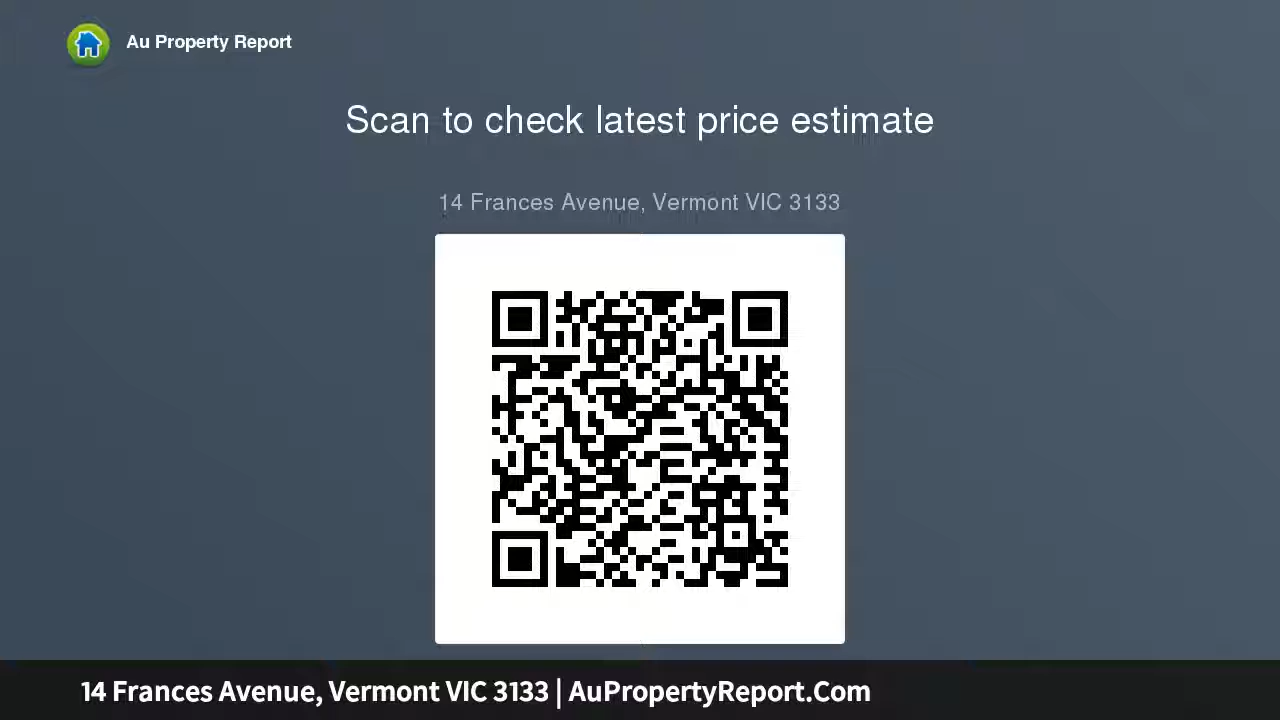 Au Property Report
Scan to check latest price estimate
14 Frances Avenue, Vermont VIC 3133
14 Frances Avenue, Vermont VIC 3133 | AuPropertyReport.Com